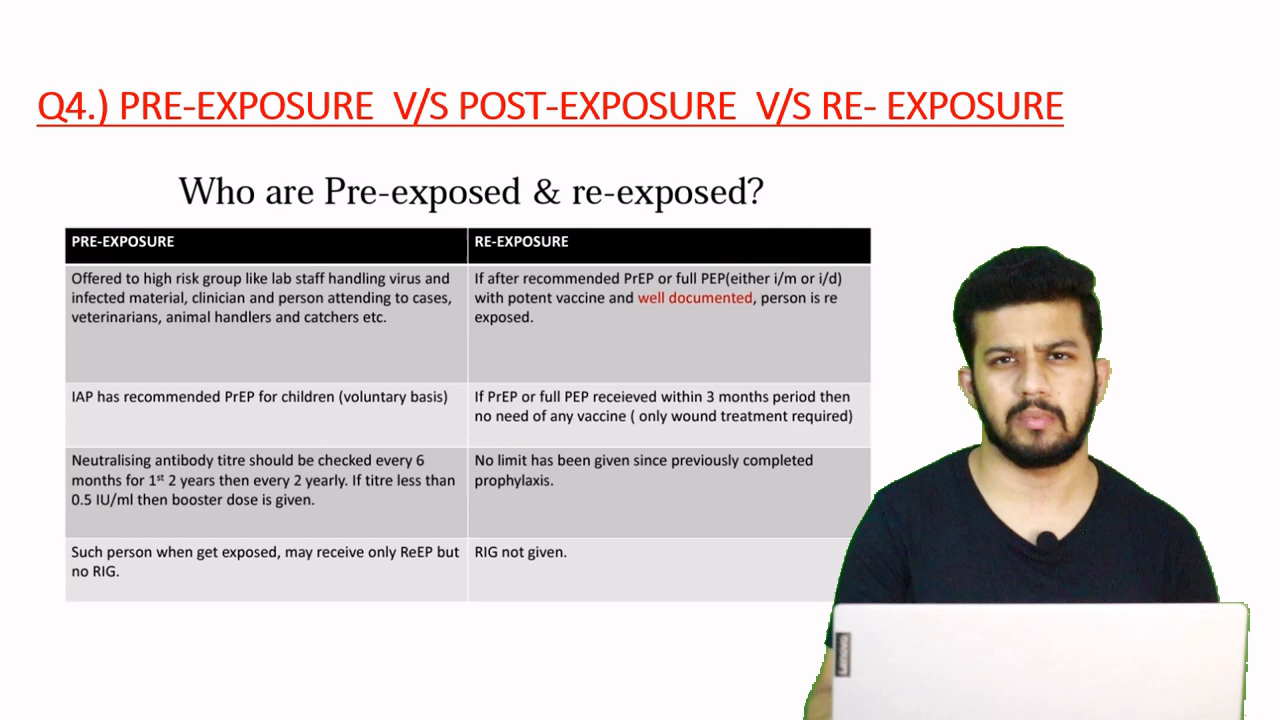 Q4.) PRE-EXPOSURE V/S POST-EXPOSURE V/S RE- EXPOSURE
Who are Pre-exposed & re-exposed?
PRE-EXPOSURE
RE-EXPOSURE
Offered to high risk group like lab staff handling virus and
infected material, clinician and person attending to cases,
veterinarians, animal handlers and catchers etc.
If after recommended PrEP or full PEP(either i/m or i/d)
with potent vaccine and well documented, person is re
exposed.
IAP has recommended PrEP for children (voluntary basis)
If PrEP or full PEP receieved within 3 months period then
no need of any vaccine ( only wound treatment required)
Neutralising antibody titre should be checked every 6
months for 1st 2 years then every 2 yearly. If titre less than
0.5 IU/ml then booster dose is given.
No limit has been given since previously completed
prophylaxis.
Such person when get exposed, may receive only ReEP but
no RIG.
RIG not given.
Lenovo